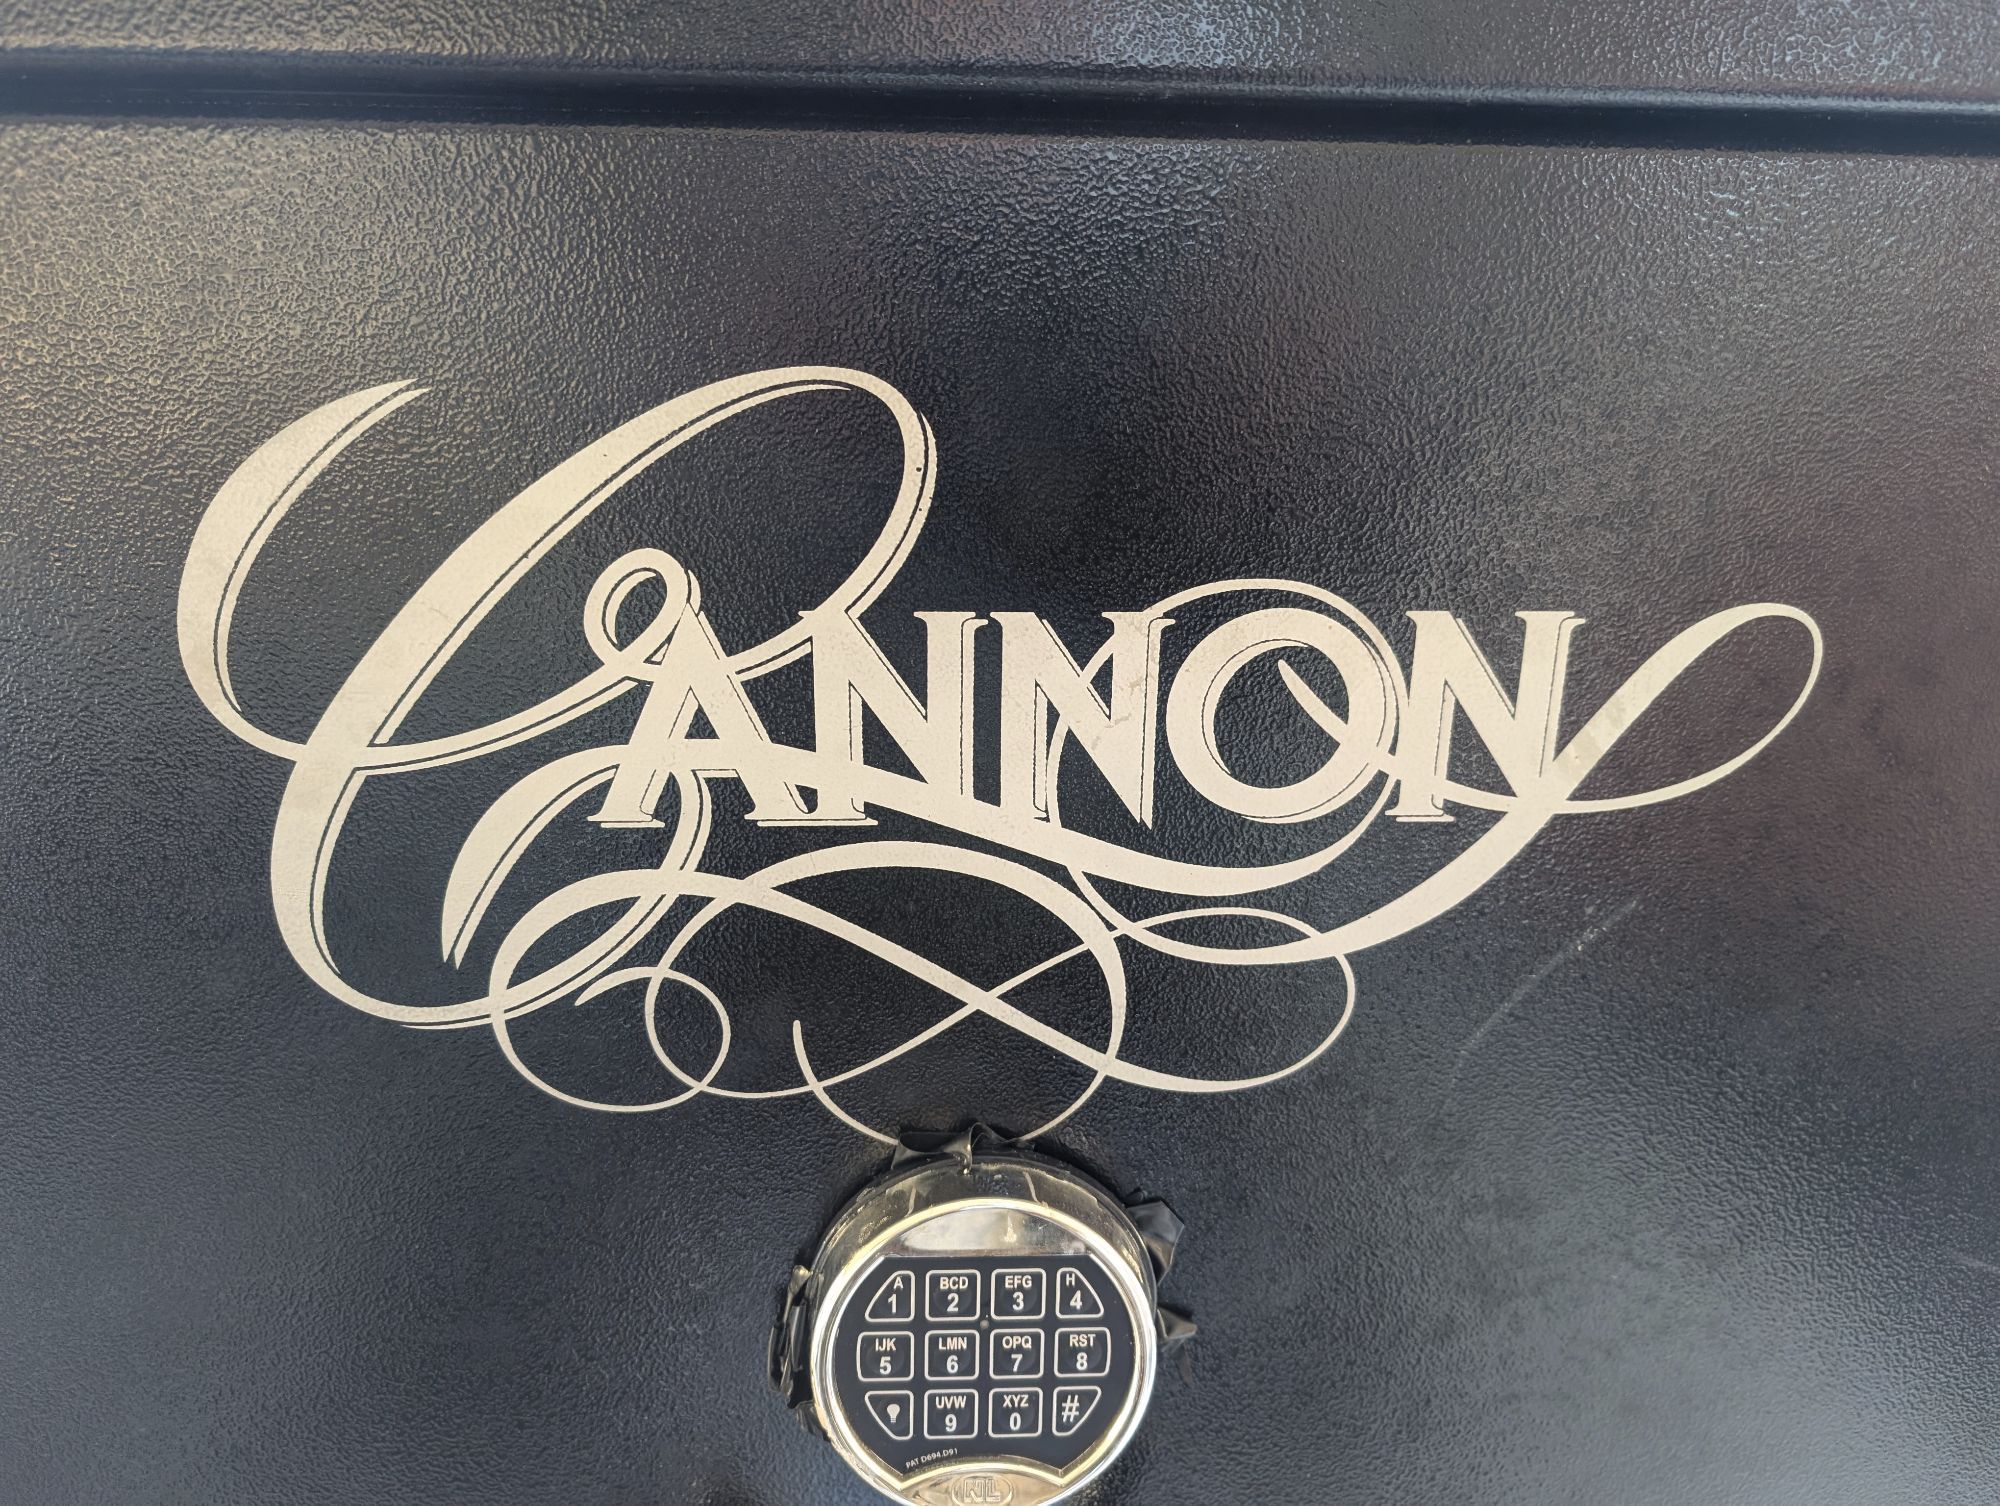 CANNON
A BCD EFG H
1 2 3 4
IJK LMN OPQ RST
5 6 7 8
UVW XYZ
9 0 #
PAT D694.D91
NL